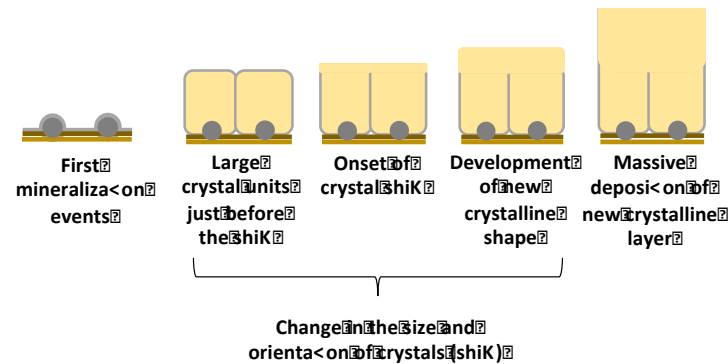 First⍰
mineraliza<on⍰
events⍰
Large⍰
crystal⍰units⍰
just⍰before⍰
the⍰shiK⍰
Onset⍰of⍰
crystal⍰shiK⍰
Development⍰
of⍰new⍰
crystalline⍰
shape⍰
Massive⍰
deposi<on⍰of⍰
new⍰crystalline⍰
layer⍰
Change⍰in⍰the⍰size⍰and⍰
orienta<on⍰of⍰crystals⍰(shiK)⍰